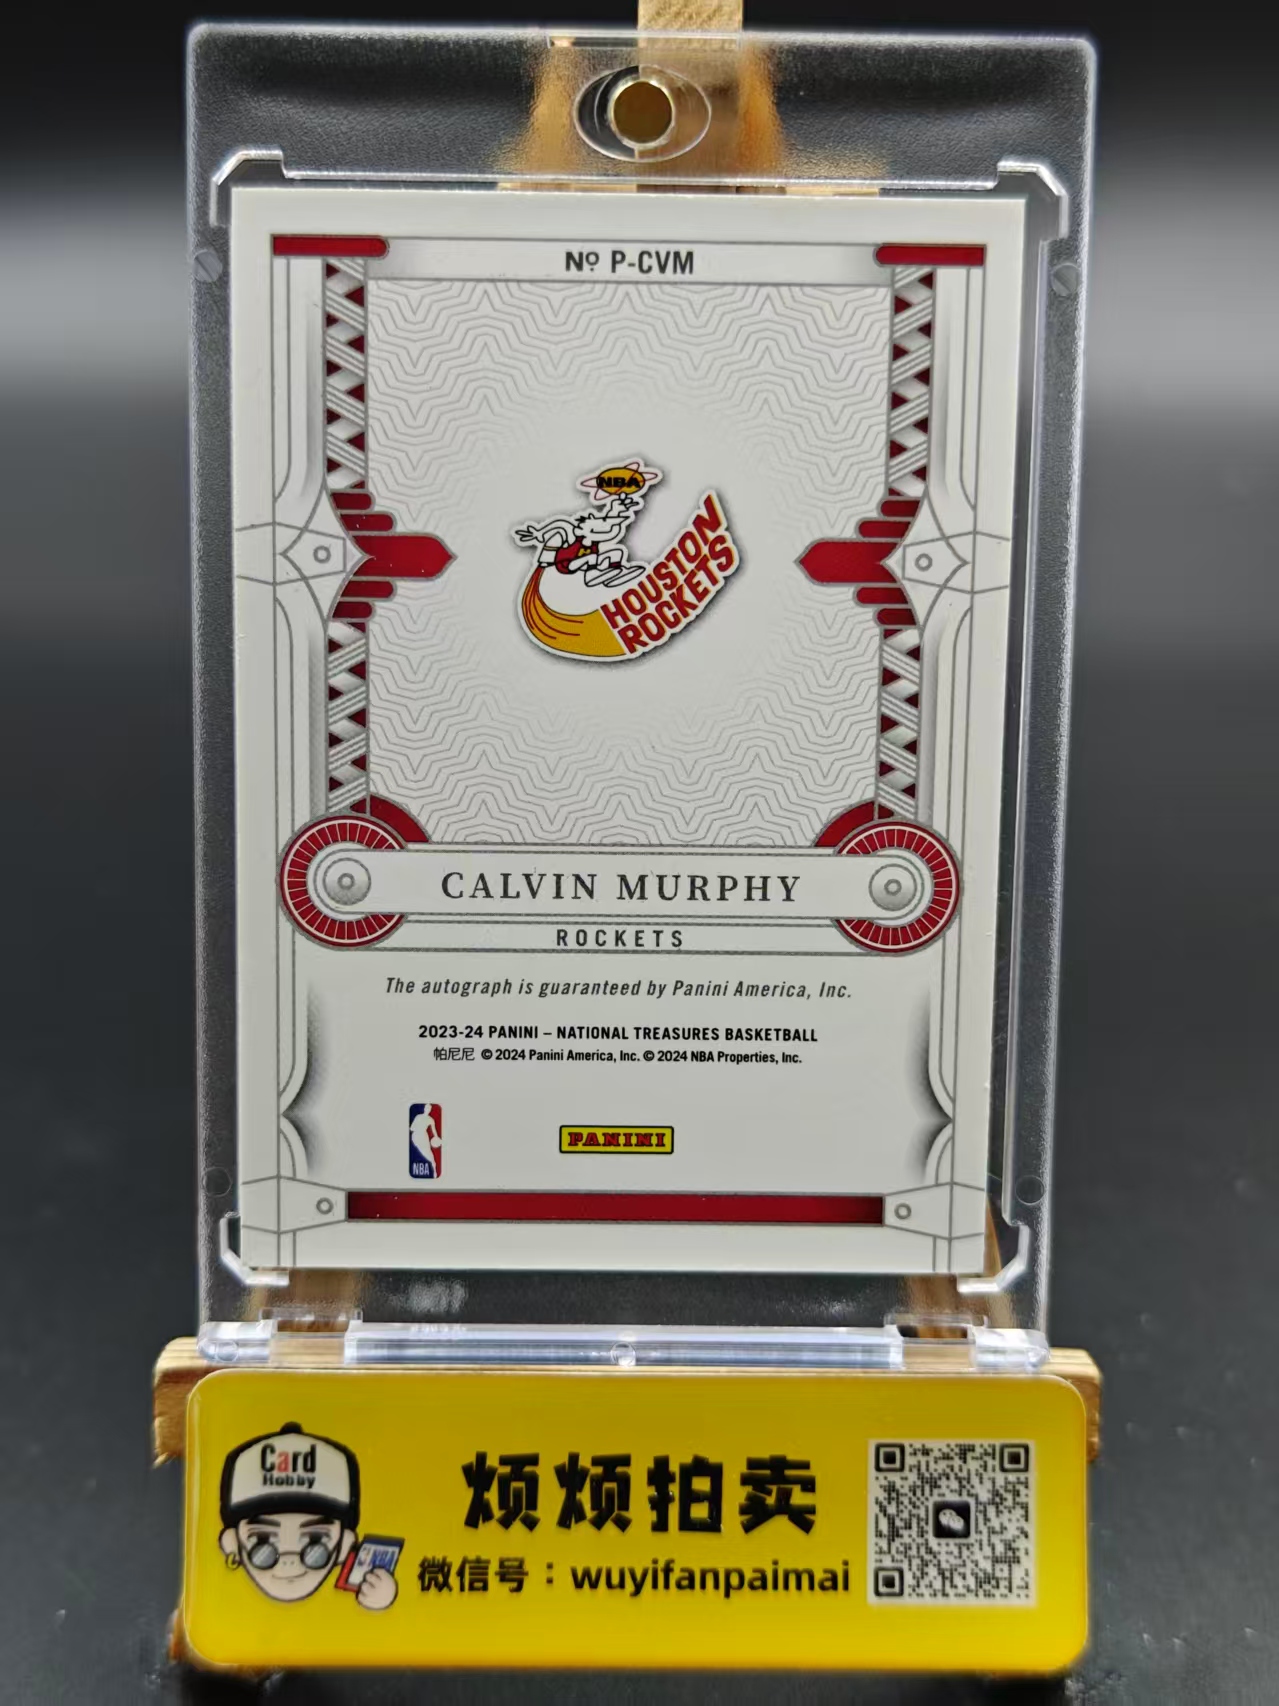 Nº P-CVM
NBA
HOUSTON
ROCKETS
CALVIN MURPHY
ROCKETS
The autograph is guaranteed by Panini America, Inc.
2023-24 PANINI – NATIONAL TREASURES BASKETBALL
帕尼尼 © 2024 Panini America, Inc. © 2024 NBA Properties, Inc.
NBA
PANINI
Card
Hobby
NBA
烦烦拍卖
微信号：wuyifanpaimai